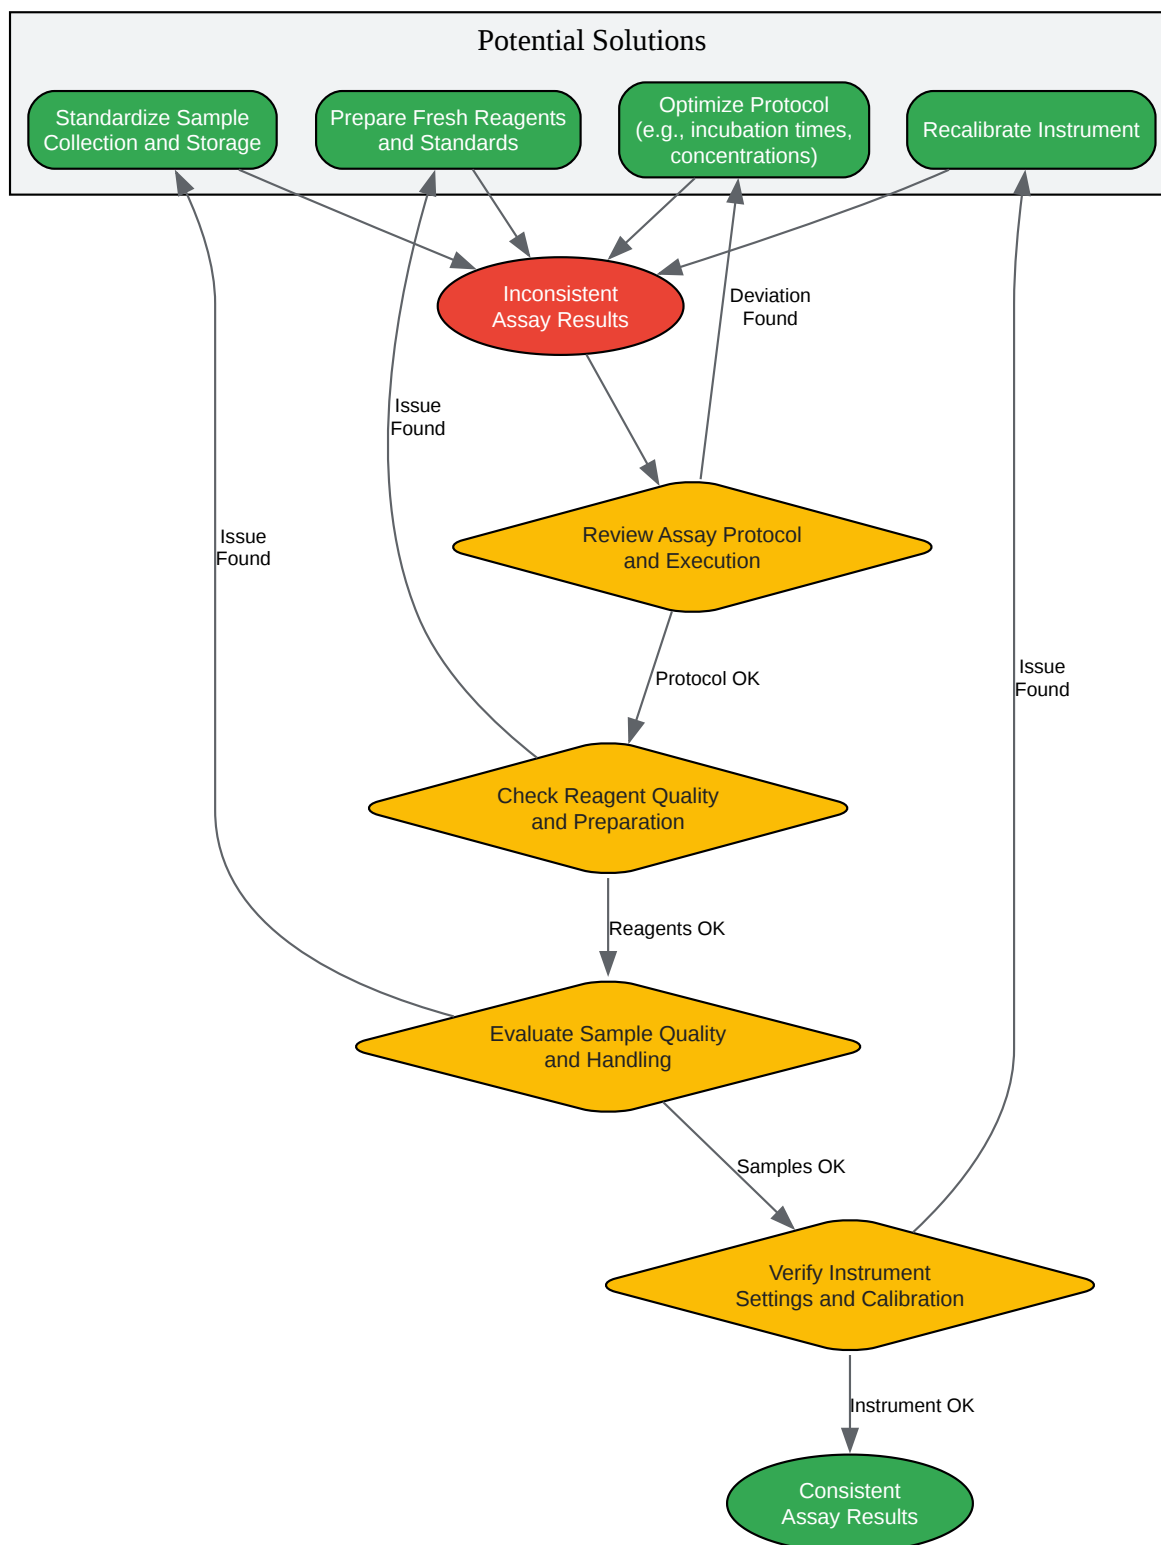 Potential Solutions
Standardize Sample
Collection and Storage
Prepare Fresh Reagents
and Standards
Optimize Protocol
(e.g., incubation times,
concentrations)
Recalibrate Instrument
Inconsistent
Assay Results
Deviation
Found
Issue
Found
Review Assay Protocol
and Execution
Issue
Found
Protocol OK
Issue
Found
Check Reagent Quality
and Preparation
Reagents OK
Evaluate Sample Quality
and Handling
Samples OK
Verify Instrument
Settings and Calibration
Instrument OK
Consistent
Assay Results